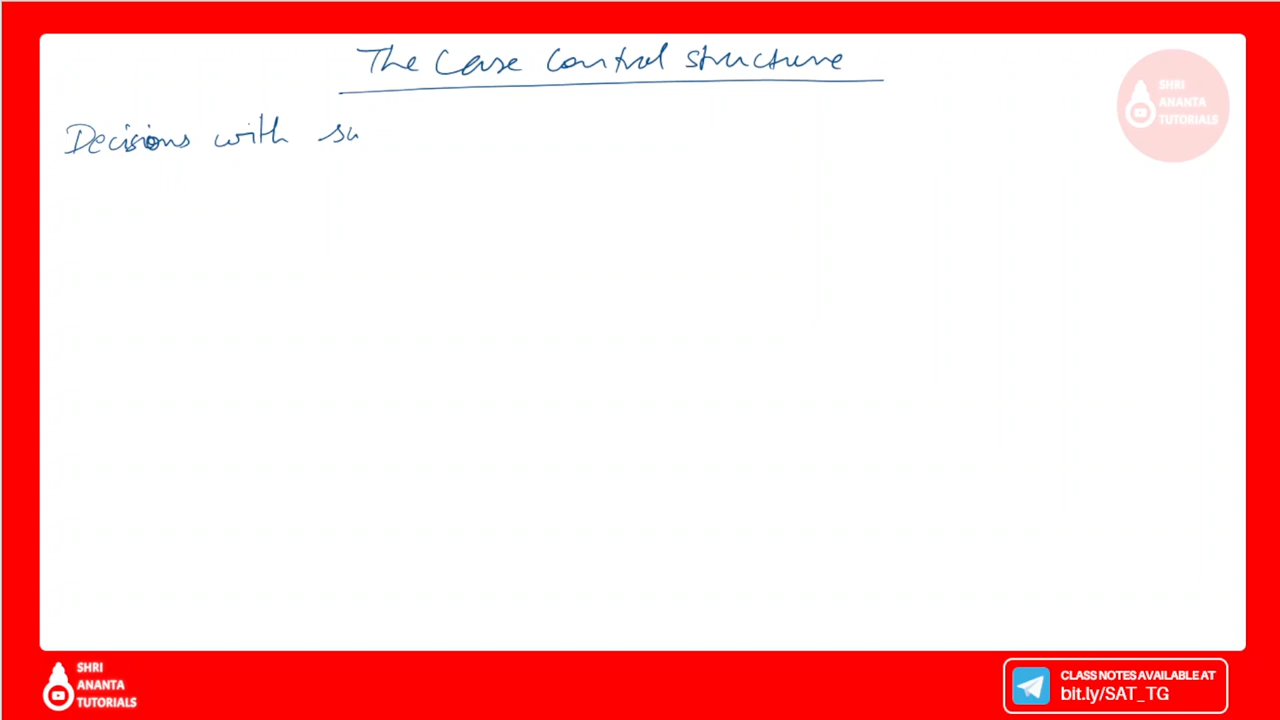 The Case Control structure
Decisions with su
SHRI
ANANTA
TUTORIALS
SHRI
ANANTA
TUTORIALS
CLASS NOTES AVAILABLE AT
bit.ly/SAT_TG